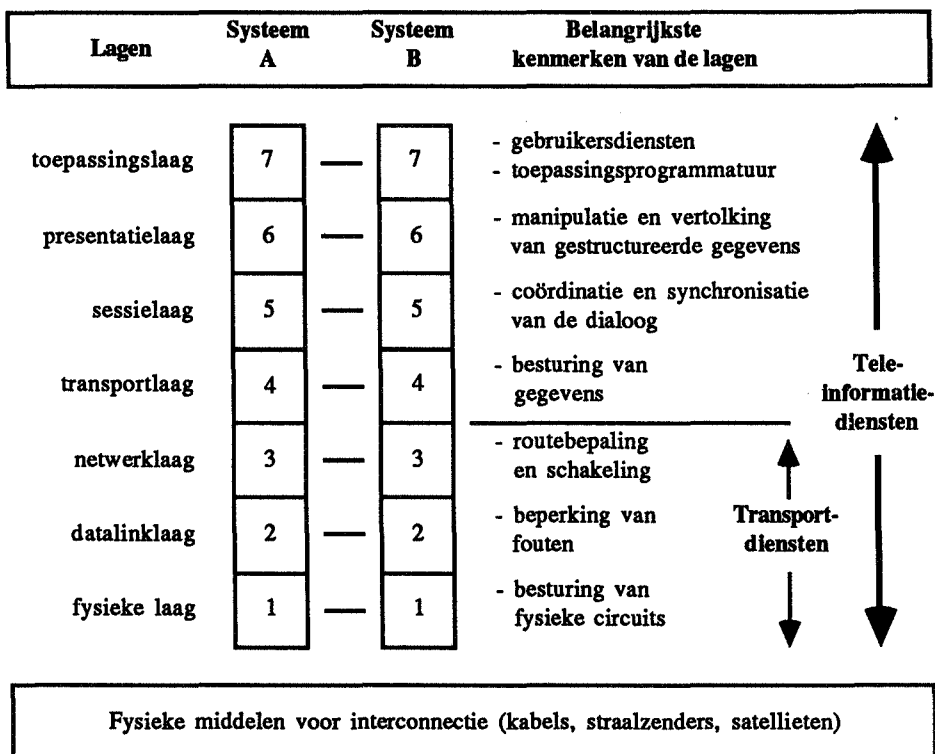 Lagen
Systeem
A
Systeem
B
Belangrijkste
kenmerken van de lagen
toepassingslaag
7
7
- gebruikersdiensten
- toepassingsprogrammatuur
presentatielaag
6
6
- manipulatie en vertolking
van gestructureerde gegevens
sessielaag
5
5
- coördinatie en synchronisatie
van de dialoog
transportlaag
4
4
- besturing van
gegevens
netwerklaag
3
3
- routebepaling
en schakeling
datalinklaag
2
2
- beperking van
fouten
fysieke laag
1
1
- besturing van
fysieke circuits
Transport-
diensten
Tele-
informatie-
diensten
Fysieke middelen voor interconnectie (kabels, straalzenders, satellieten)